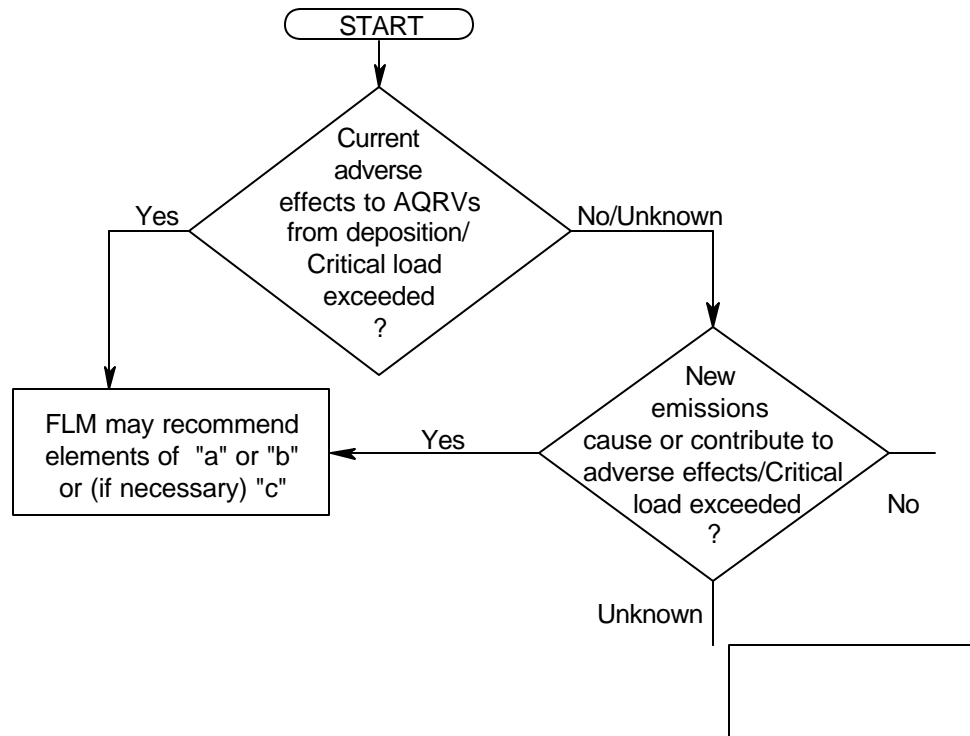 START
Current
adverse
effects to AQRVs
from deposition/
Critical load
exceeded
?
Yes
No/Unknown
FLM may recommend
elements of "a" or "b"
or (if necessary) "c"
Yes
New
emissions
cause or contribute to
adverse effects/Critical
load exceeded
?
No
Unknown